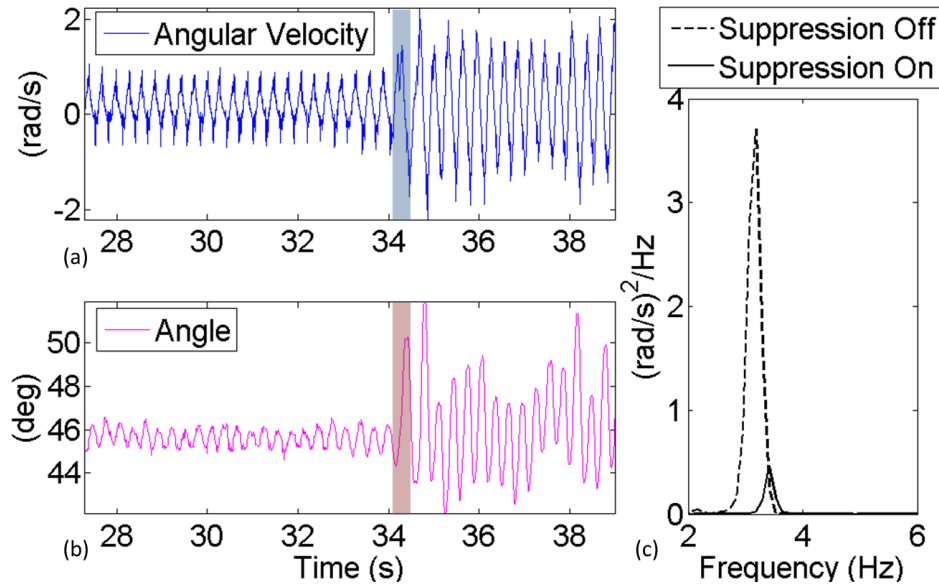 Angular Velocity
(rad/s)
2
0
-2
28 30 32 34 36 38
(a)
Angle
(deg)
50
48
46
44
28 30 32 34 36 38
(b)
Time (s)
Suppression Off
Suppression On
(rad/s)²/Hz
4
3
2
1
0
2 4 6
(c)
Frequency (Hz)